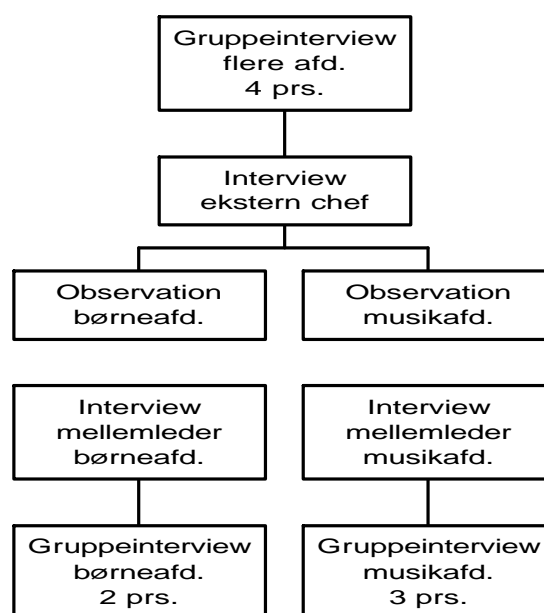 Gruppeinterview
flere afd.
4 prs.
Interview
ekstern chef
Observation
børneafd.
Observation
musikafd.
Interview
mellemleder
børneafd.
Interview
mellemleder
musikafd.
Gruppeinterview
børneafd.
2 prs.
Gruppeinterview
musikafd.
3 prs.